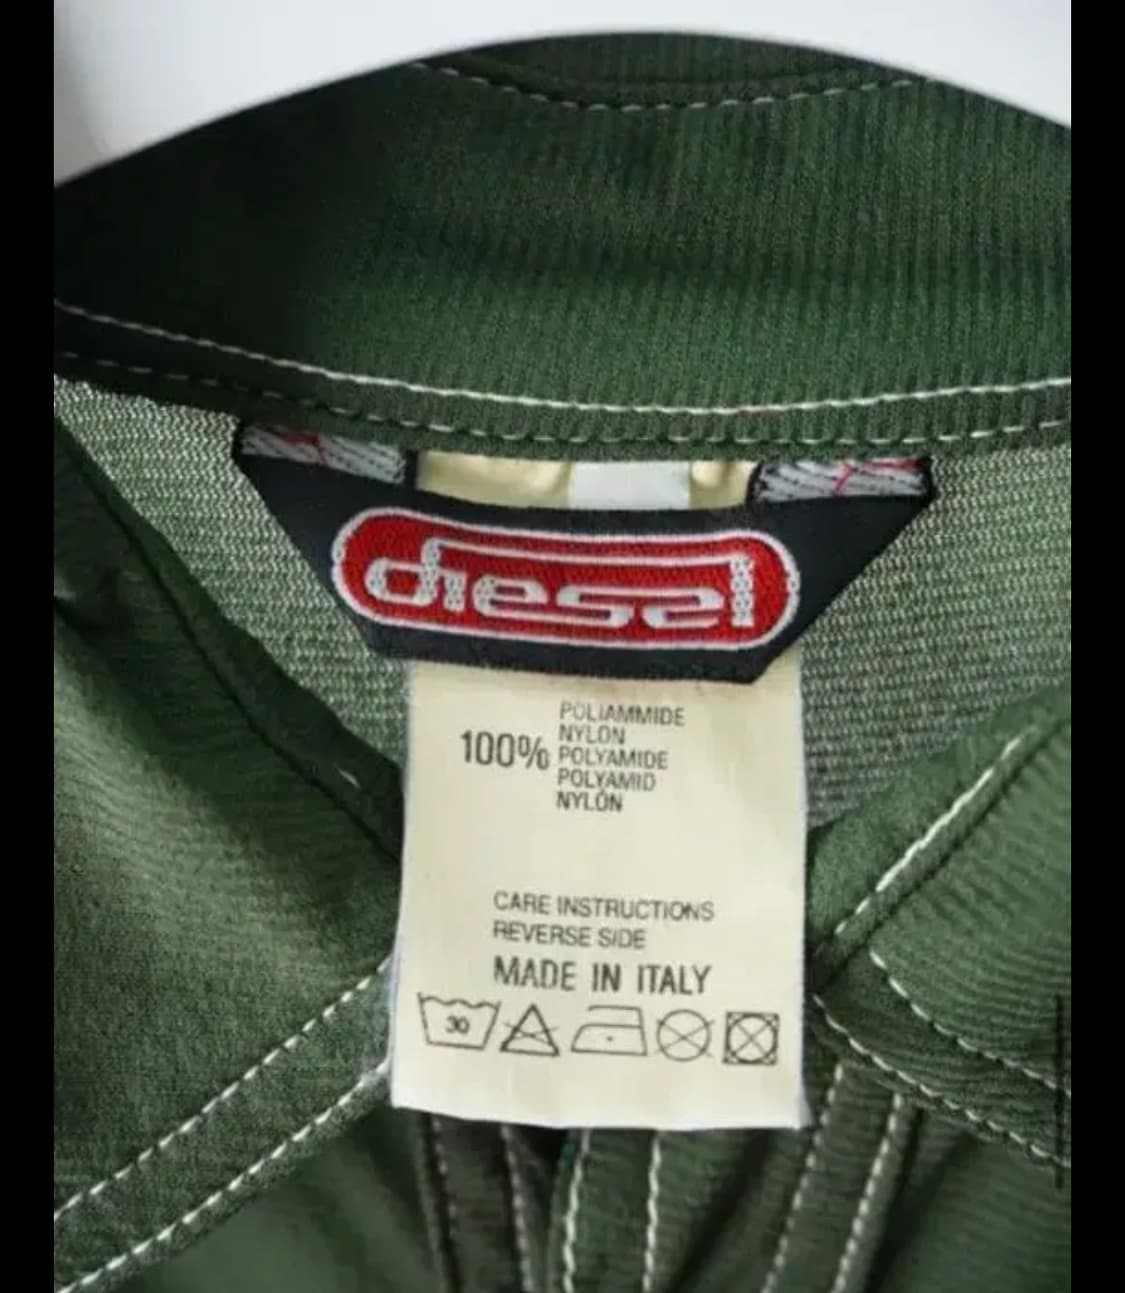 diesel
100%
POLIAMMIDE
NYLON
POLYAMIDE
POLYAMID
NYLÓN
CARE INSTRUCTIONS
REVERSE SIDE
MADE IN ITALY
30